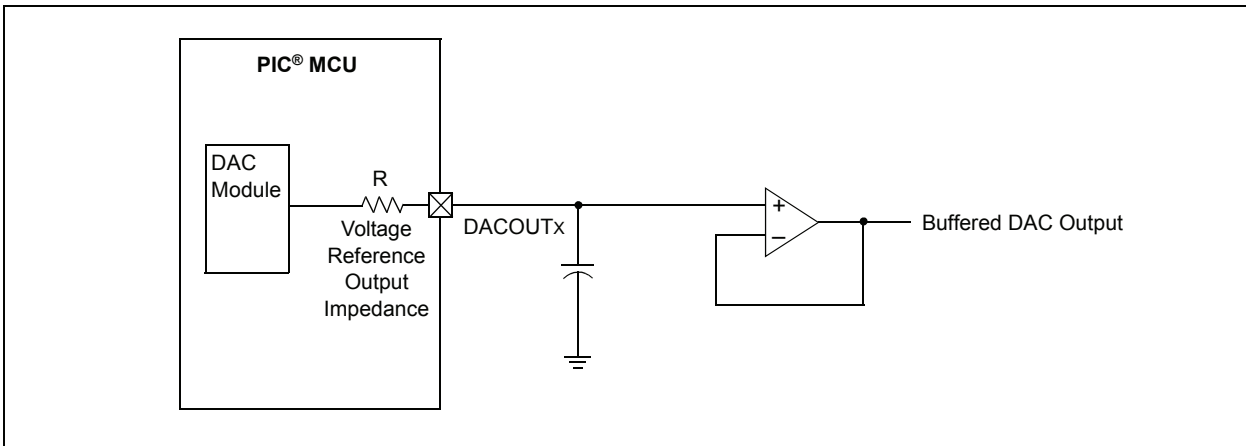 PIC® MCU
DAC
Module
R
Voltage
Reference
Output
Impedance
DACOUTX
+
–
Buffered DAC Output